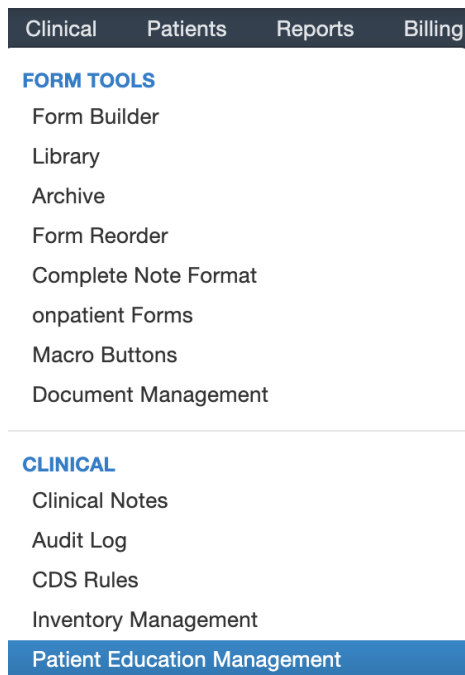 Clinical Patients Reports Billing
FORM TOOLS
Form Builder
Library
Archive
Form Reorder
Complete Note Format
onpatient Forms
Macro Buttons
Document Management
CLINICAL
Clinical Notes
Audit Log
CDS Rules
Inventory Management
Patient Education Management